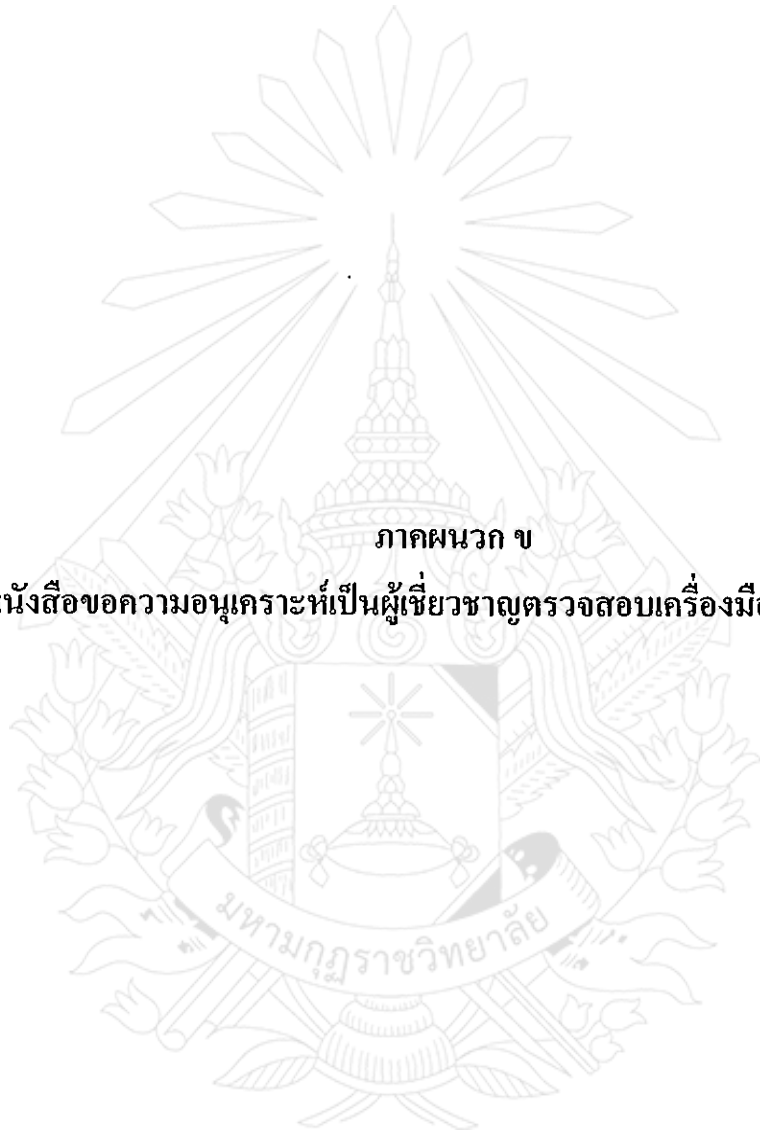 ภาคผนวก ข
หนังสือขอความอนุเคราะห์เป็นผู้เชี่ยวชาญตรวจสอบเครื่องมือ
มหามกุฏราชวิทยาลัย